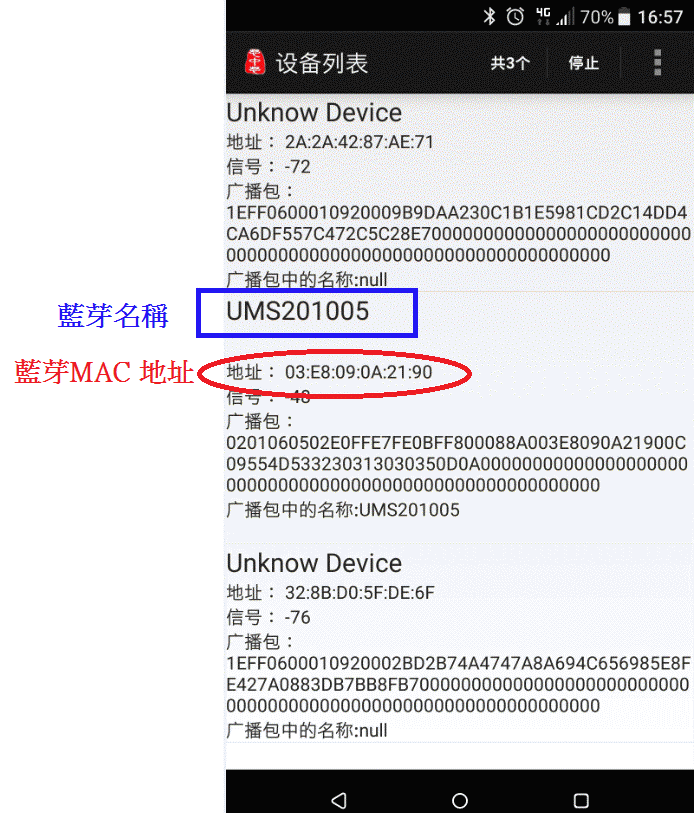 4G 70% 16:57
设备列表 共3个 停止
Unknow Device
地址： 2A:2A:42:87:AE:71
信号： -72
广播包：
1EFF0600010920009B9DAA230C1B1E5981CD2C14DD4
CA6DF557C472C5C28E70000000000000000000000000
00000000000000000000000000000000000000
广播包中的名称:null
藍芽名稱
UMS201005
藍芽MAC 地址
地址： 03:E8:09:0A:21:90
信号： -48
广播包：
0201060502E0FFE7FE0BFF800088A003E8090A21900C
09554D533230313030350D0A00000000000000000000
0000000000000000000000000000000000000
广播包中的名称:UMS201005
Unknow Device
地址： 32:8B:D0:5F:DE:6F
信号： -76
广播包：
1EFF0600010920002BD2B74A4747A8A694C656985E8F
E427A0883DB7BB8FB700000000000000000000000000
0000000000000000000000000000000000000
广播包中的名称:null